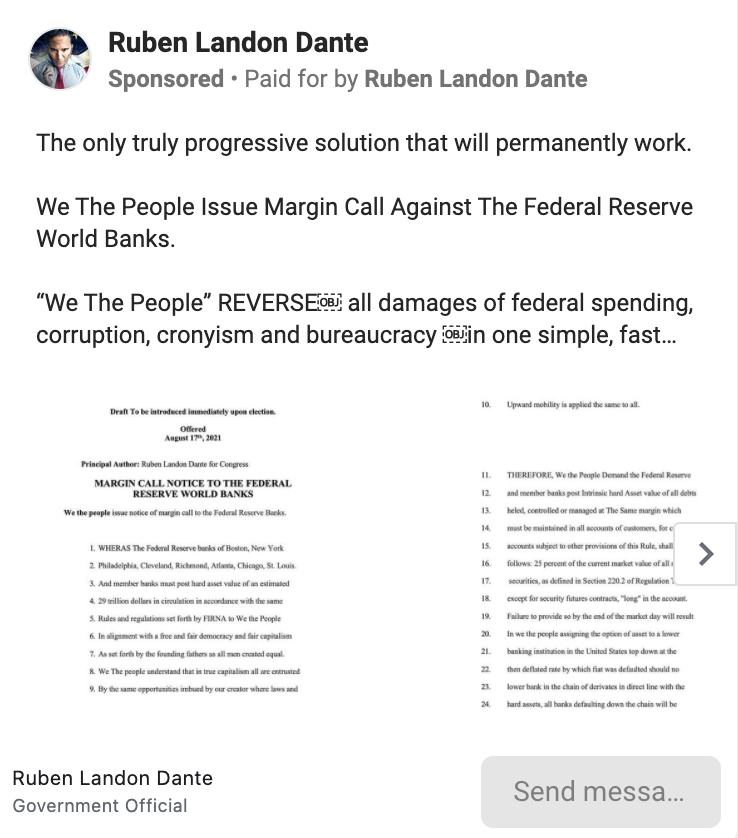 Ruben Landon Dante
Sponsored • Paid for by Ruben Landon Dante
The only truly progressive solution that will permanently work.
We The People Issue Margin Call Against The Federal Reserve
World Banks.
“We The People” REVERSE￼ all damages of federal spending,
corruption, cronyism and bureaucracy ￼in one simple, fast...
Draft To be introduced immediately upon election.
Offered
August 17th, 2021
Principal Author: Ruben Landon Dante for Congress
MARGIN CALL NOTICE TO THE FEDERAL
RESERVE WORLD BANKS
We the people issue notice of margin call to the Federal Reserve Banks.
1. WHERAS The Federal Reserve banks of Boston, New York
2. Philadelphia, Cleveland, Richmond, Atlanta, Chicago, St. Louis.
3. And member banks must post hard asset value of an estimated
4. 29 trillion dollars in circulation in accordance with the same
5. Rules and regulations set forth by FIRNA to We the People
6. In alignment with a free and fair democracy and fair capitalism
7. As set forth by the founding fathers as all men created equal.
8. We The people understand that in true capitalism all are entrusted
9. By the same opportunities imbued by our creator where laws and
10. Upward mobility is applied the same to all.
11. THEREFORE, We the People Demand the Federal Reserve
12. and member banks post Intrinsic hard Asset value of all debts
13. heled, controlled or managed at The Same margin which
14. must be maintained in all accounts of customers, for
15. accounts subject to other provisions of this Rule, shall
16. follows: 25 percent of the current market value of all
17. securities, as defined in Section 220.2 of Regulation
18. except for security futures contracts, "long" in the account.
19. Failure to provide so by the end of the market day will result
20. In we the people assigning the option of asset to a lower
21. banking institution in the United States top down at the
22. then deflated rate by which fiat was defaulted should no
23. lower bank in the chain of derivates in direct line with the
24. hard assets, all banks defaulting down the chain will be
Ruben Landon Dante
Government Official
Send messa...